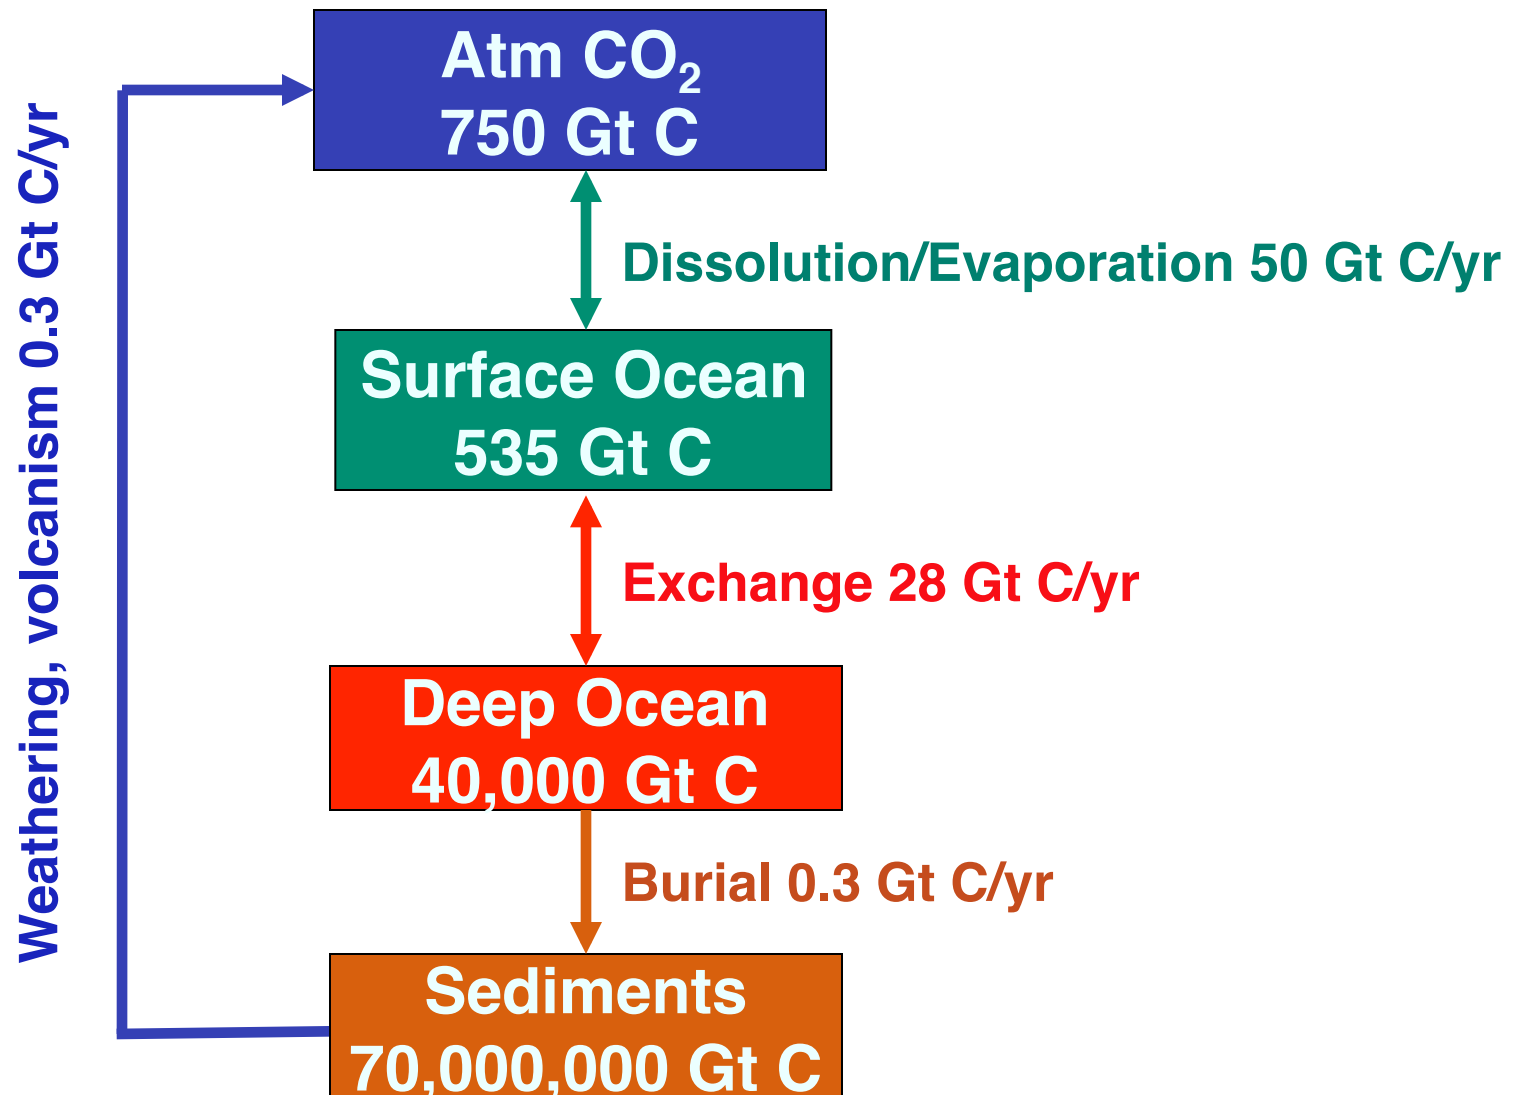 Atm CO₂
750 Gt C
Weathering, volcanism 0.3 Gt C/yr
Dissolution/Evaporation 50 Gt C/yr
Surface Ocean
535 Gt C
Exchange 28 Gt C/yr
Deep Ocean
40,000 Gt C
Burial 0.3 Gt C/yr
Sediments
70,000,000 Gt C